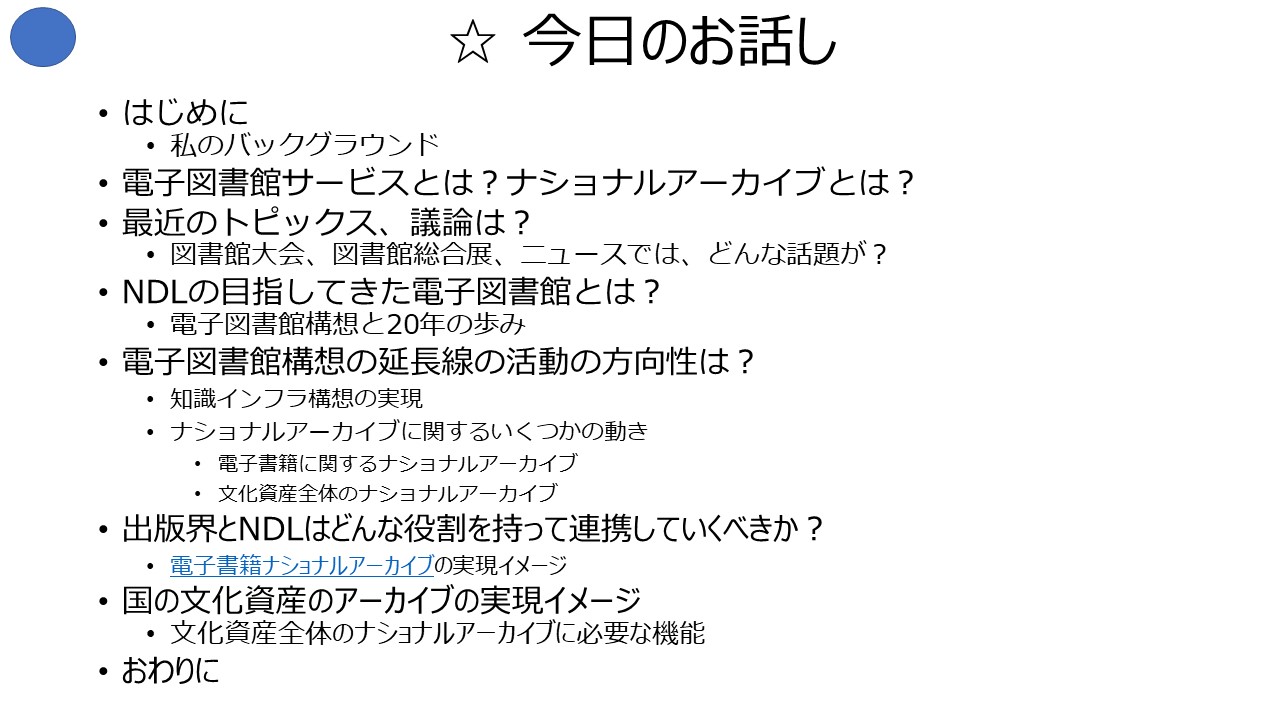 ☆ 今日のお話し
• はじめに
• 私のバックグラウンド
• 電子図書館サービスとは？ナショナルアーカイブとは？
• 最近のトピックス、議論は？
• 図書館大会、図書館総合展、ニュースでは、どんな話題が？
• NDLの目指してきた電子図書館とは？
• 電子図書館構想と20年の歩み
• 電子図書館構想の延長線の活動の方向性は？
• 知識インフラ構想の実現
• ナショナルアーカイブに関するいくつかの動き
• 電子書籍に関するナショナルアーカイブ
• 文化資産全体のナショナルアーカイブ
• 出版界とNDLはどんな役割を持って連携していくべきか？
• 電子書籍ナショナルアーカイブの実現イメージ
• 国の文化資産のアーカイブの実現イメージ
• 文化資産全体のナショナルアーカイブに必要な機能
• おわりに